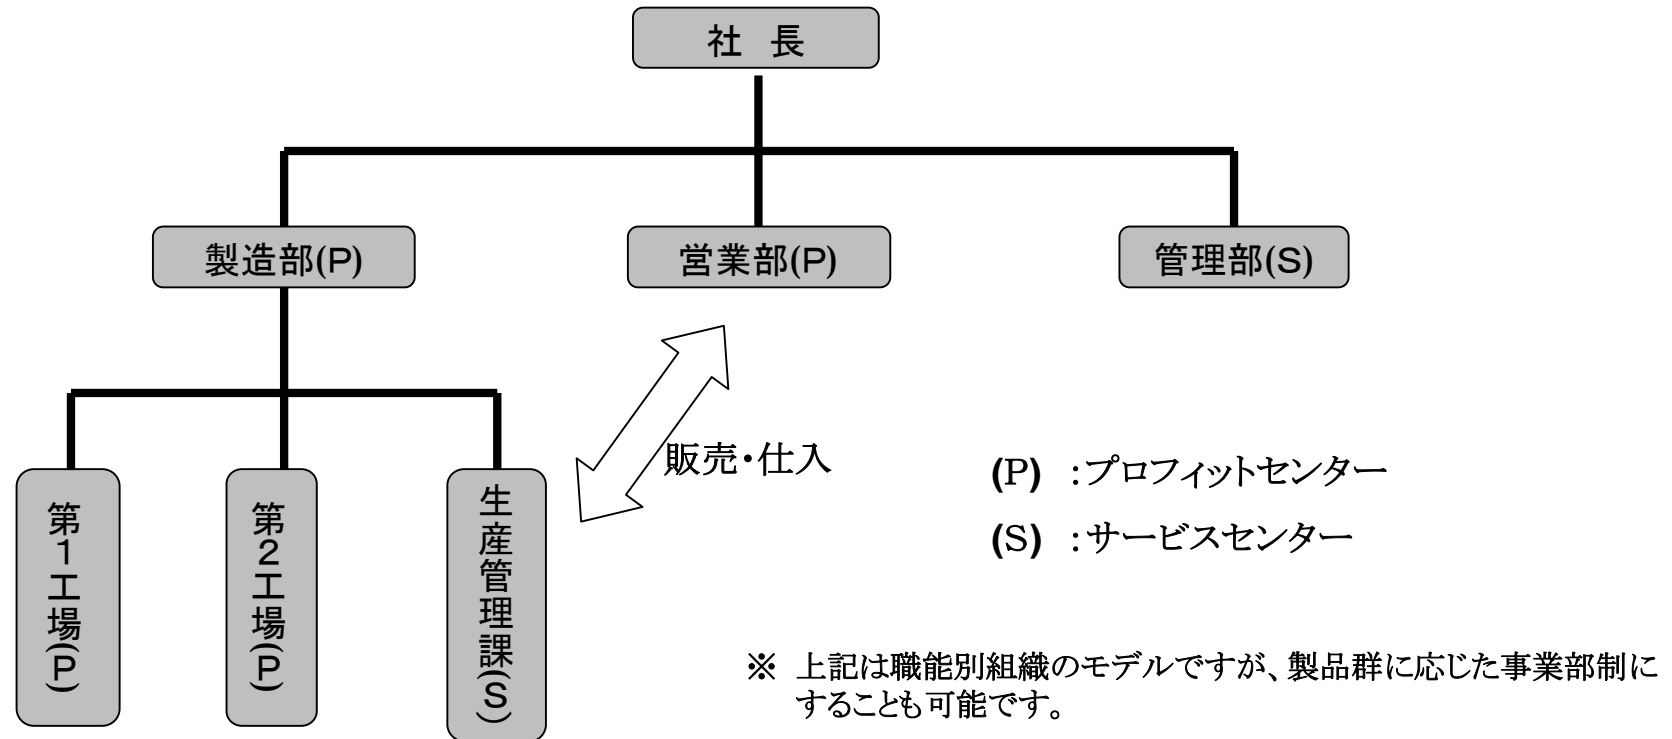 社　長
製造部(P)
営業部(P)
管理部(S)
第１工場(P)
第２工場(P)
生産管理課(S)
販売・仕入
(P)　：プロフィットセンター
(S)　：サービスセンター
※　上記は職能別組織のモデルですが、製品群に応じた事業部制に
することも可能です。